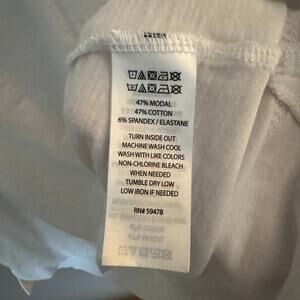 47% MODAL
47% COTTON
6% SPANDEX / ELASTANE
TURN INSIDE OUT
MACHINE WASH COOL
WASH WITH LIKE COLORS
NON-CHLORINE BLEACH
WHEN NEEDED
TUMBLE DRY LOW
LOW IRON IF NEEDED
RN# 59478